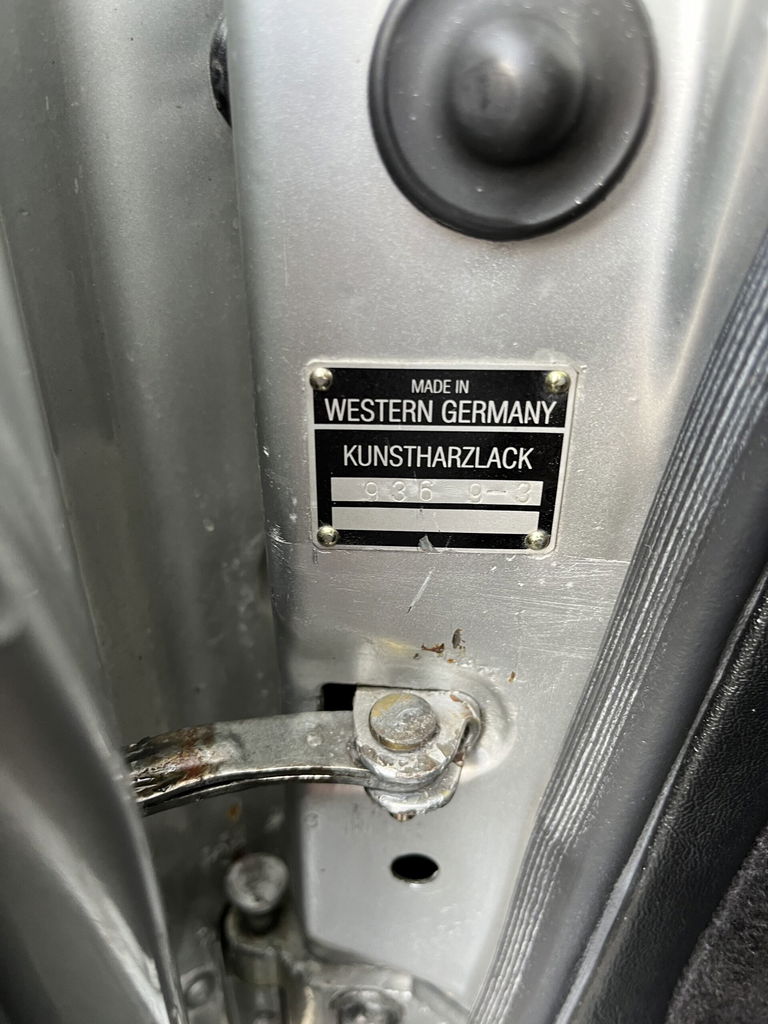 MADE IN
WESTERN GERMANY
KUNSTHARZLACK
936 9-3